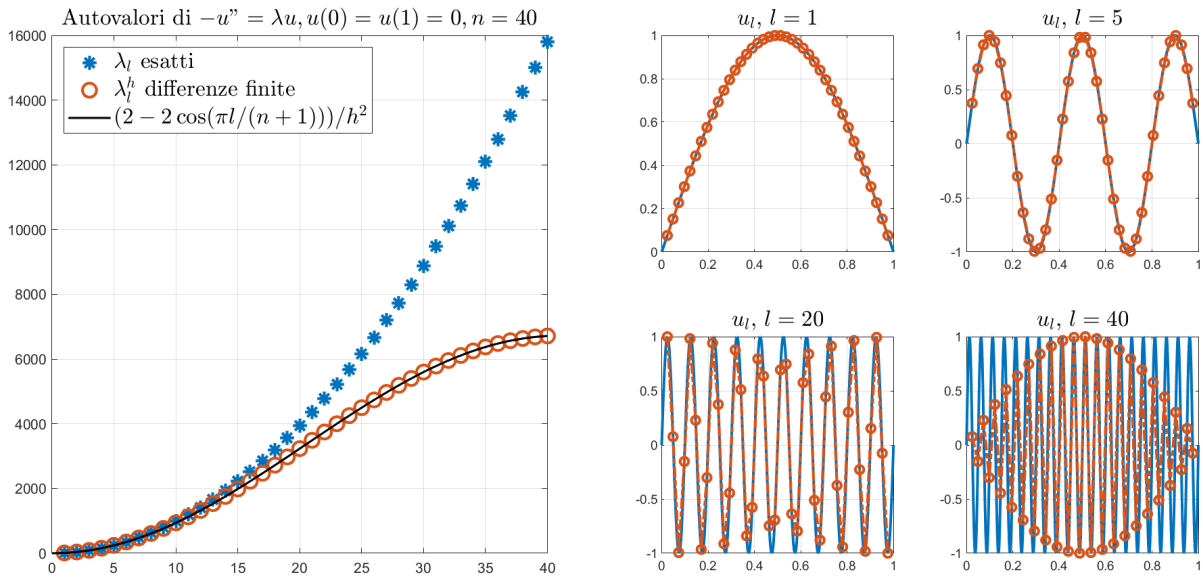 Autovalori di −u” = λu, u(0) = u(1) = 0, n = 40
λ_l esatti
λ_l^h differenze finite
(2 − 2 cos(πl/(n + 1)))/h²
16000
14000
12000
10000
8000
6000
4000
2000
0
0 5 10 15 20 25 30 35 40
u_l, l = 1
1
0.8
0.6
0.4
0.2
0
0 0.2 0.4 0.6 0.8 1
u_l, l = 5
1
0.5
0
-0.5
-1
0 0.2 0.4 0.6 0.8 1
u_l, l = 20
1
0.5
0
-0.5
-1
0 0.2 0.4 0.6 0.8 1
u_l, l = 40
1
0.5
0
-0.5
-1
0 0.2 0.4 0.6 0.8 1